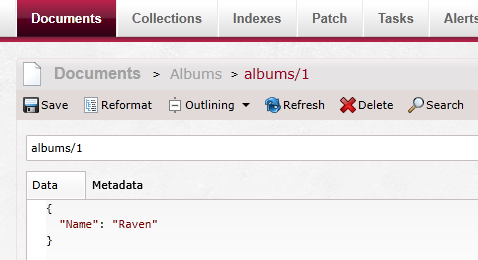 Documents Collections Indexes Patch Tasks Alerts
Documents > Albums > albums/1
Save Reformat Outlining Refresh Delete Search
albums/1
Data Metadata
{
"Name": "Raven"
}